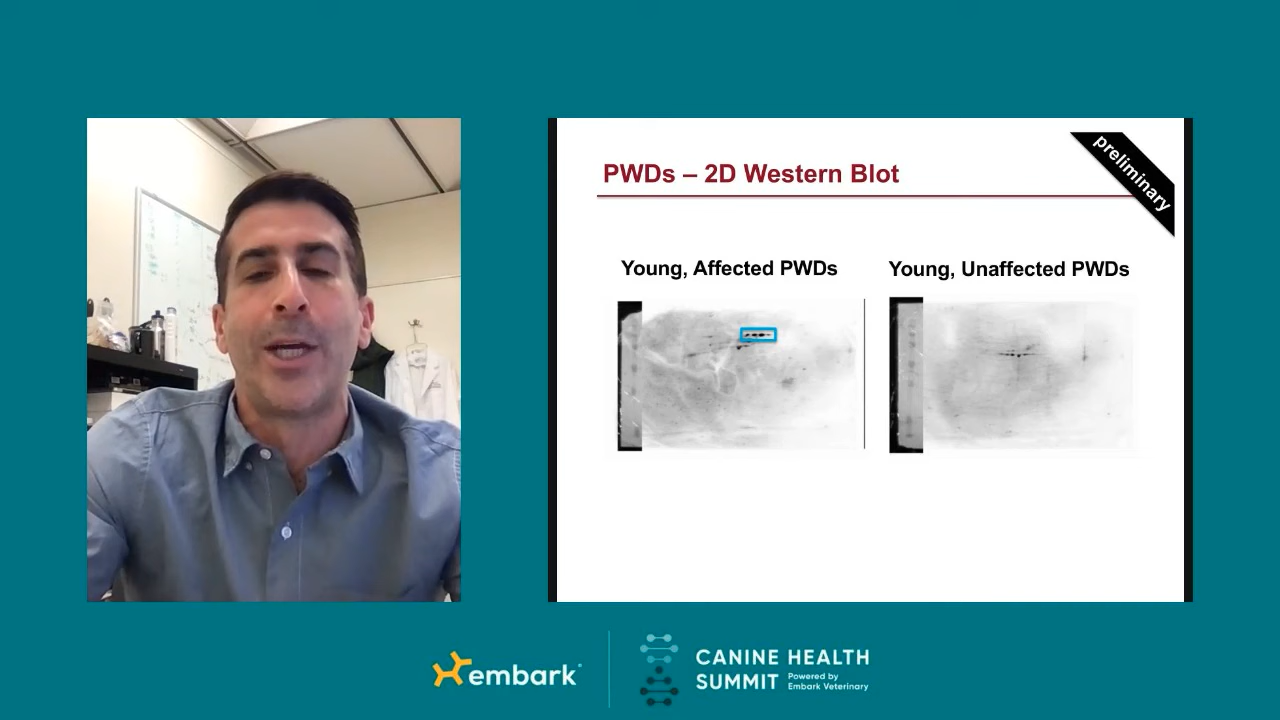 PWDs – 2D Western Blot
preliminary
Young, Affected PWDs
Young, Unaffected PWDs
embark
CANINE HEALTH
SUMMIT
Powered by
Embark Veterinary